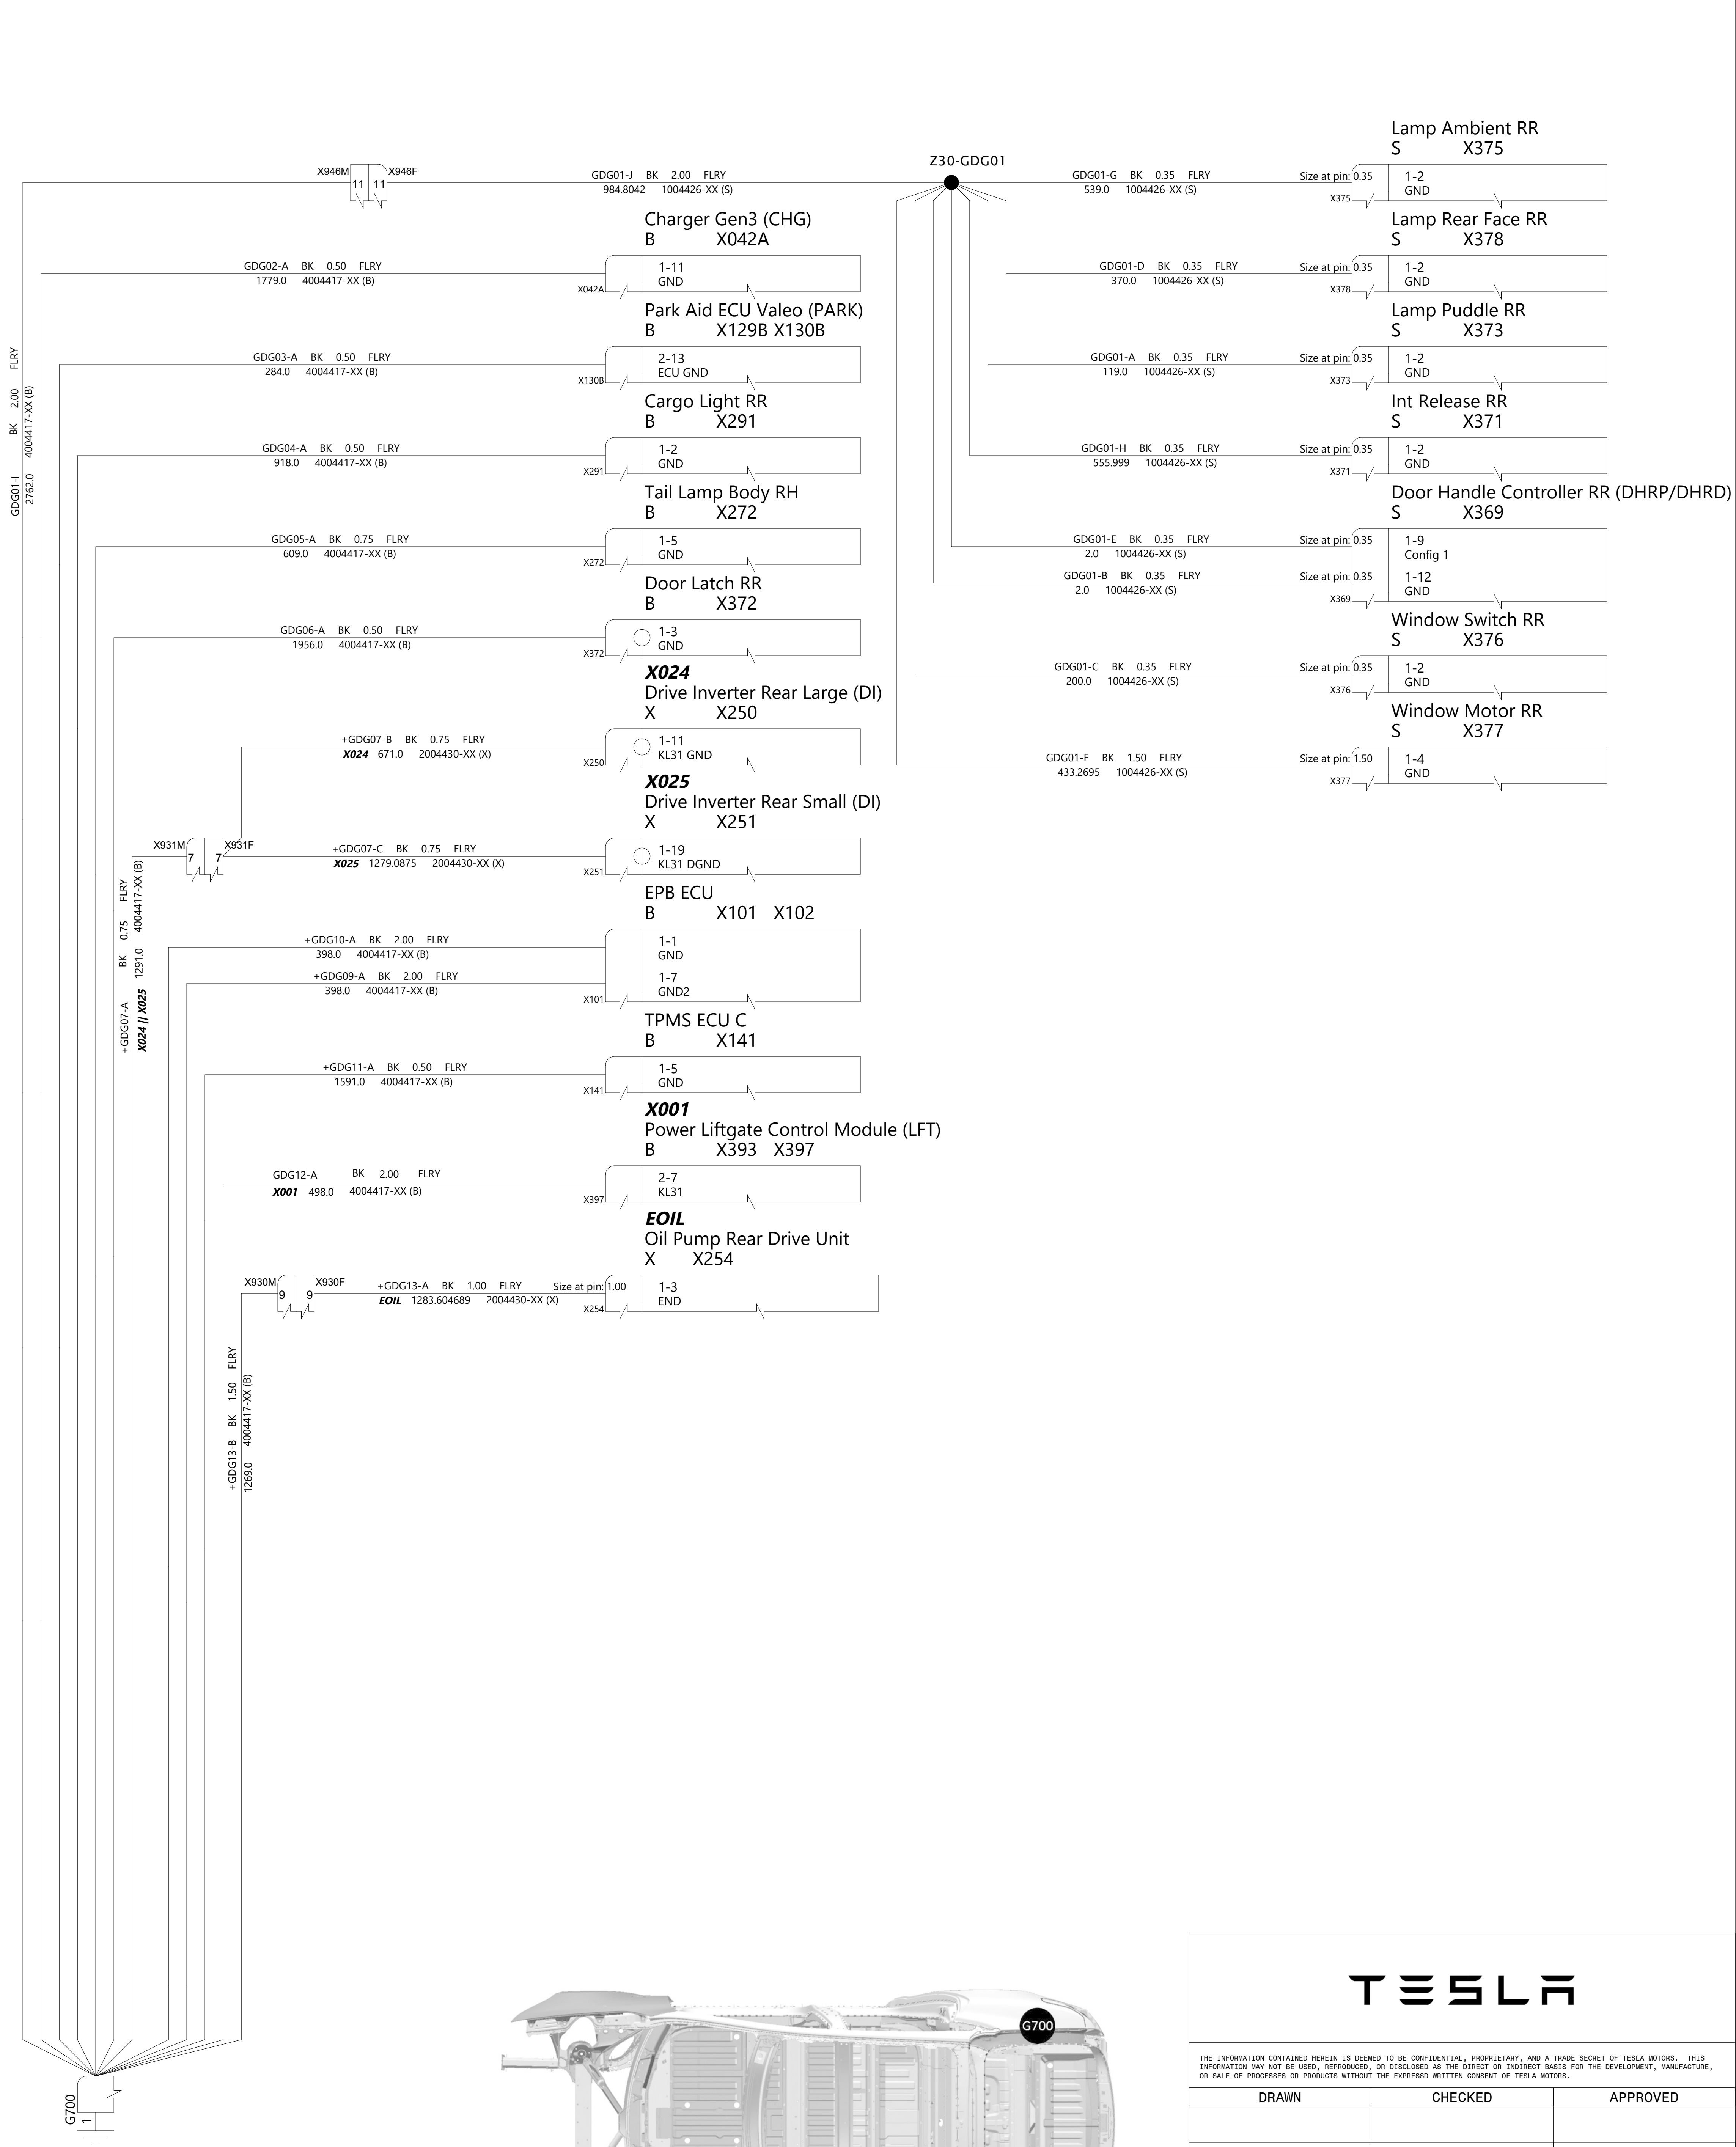 Lamp Ambient RR
S X375
Z30-GDG01
X946M 11 11 X946F
GDG01-J BK 2.00 FLRY
984.8042 1004426-XX (S)
GDG01-G BK 0.35 FLRY
539.0 1004426-XX (S)
Size at pin: 0.35
X375
1-2
GND
Charger Gen3 (CHG)
B X042A
GDG02-A BK 0.50 FLRY
1779.0 4004417-XX (B)
X042A
1-11
GND
Lamp Rear Face RR
S X378
GDG01-D BK 0.35 FLRY
370.0 1004426-XX (S)
Size at pin: 0.35
X378
1-2
GND
Park Aid ECU Valeo (PARK)
B X129B X130B
GDG03-A BK 0.50 FLRY
284.0 4004417-XX (B)
X130B
2-13
ECU GND
Lamp Puddle RR
S X373
GDG01-A BK 0.35 FLRY
119.0 1004426-XX (S)
Size at pin: 0.35
X373
1-2
GND
GDG01-I BK 2.00 FLRY
2762.0 4004417-XX (B)
Cargo Light RR
B X291
GDG04-A BK 0.50 FLRY
918.0 4004417-XX (B)
X291
1-2
GND
Int Release RR
S X371
GDG01-H BK 0.35 FLRY
555.999 1004426-XX (S)
Size at pin: 0.35
X371
1-2
GND
Tail Lamp Body RH
B X272
GDG05-A BK 0.75 FLRY
609.0 4004417-XX (B)
X272
1-5
GND
Door Handle Controller RR (DHRP/DHRD)
S X369
GDG01-E BK 0.35 FLRY
2.0 1004426-XX (S)
Size at pin: 0.35
1-9
Config 1
GDG01-B BK 0.35 FLRY
2.0 1004426-XX (S)
Size at pin: 0.35
X369
1-12
GND
Door Latch RR
B X372
GDG06-A BK 0.50 FLRY
1956.0 4004417-XX (B)
X372
1-3
GND
Window Switch RR
S X376
GDG01-C BK 0.35 FLRY
200.0 1004426-XX (S)
Size at pin: 0.35
X376
1-2
GND
X024
Drive Inverter Rear Large (DI)
X X250
+GDG07-B BK 0.75 FLRY
X024 671.0 2004430-XX (X)
X250
1-11
KL31 GND
Window Motor RR
S X377
GDG01-F BK 1.50 FLRY
433.2695 1004426-XX (S)
Size at pin: 1.50
X377
1-4
GND
X025
Drive Inverter Rear Small (DI)
X X251
X931M 7 7 X931F
+GDG07-C BK 0.75 FLRY
X025 1279.0875 2004430-XX (X)
X251
1-19
KL31 DGND
+GDG07-A BK 0.75 FLRY
X024 || X025 1291.0 4004417-XX (B)
EPB ECU
B X101 X102
+GDG10-A BK 2.00 FLRY
398.0 4004417-XX (B)
1-1
GND
+GDG09-A BK 2.00 FLRY
398.0 4004417-XX (B)
X101
1-7
GND2
TPMS ECU C
B X141
+GDG11-A BK 0.50 FLRY
1591.0 4004417-XX (B)
X141
1-5
GND
X001
Power Liftgate Control Module (LFT)
B X393 X397
GDG12-A BK 2.00 FLRY
X001 498.0 4004417-XX (B)
X397
2-7
KL31
EOIL
Oil Pump Rear Drive Unit
X X254
X930M 9 9 X930F
+GDG13-A BK 1.00 FLRY
EOIL 1283.604689 2004430-XX (X)
Size at pin: 1.00
X254
1-3
END
+GDG13-B BK 1.50 FLRY
1269.0 4004417-XX (B)
G700
1
G700
TESLA
THE INFORMATION CONTAINED HEREIN IS DEEMED TO BE CONFIDENTIAL, PROPRIETARY, AND A TRADE SECRET OF TESLA MOTORS. THIS
INFORMATION MAY NOT BE USED, REPRODUCED, OR DISCLOSED AS THE DIRECT OR INDIRECT BASIS FOR THE DEVELOPMENT, MANUFACTURE,
OR SALE OF PROCESSES OR PRODUCTS WITHOUT THE EXPRESSD WRITTEN CONSENT OF TESLA MOTORS.
DRAWN CHECKED APPROVED